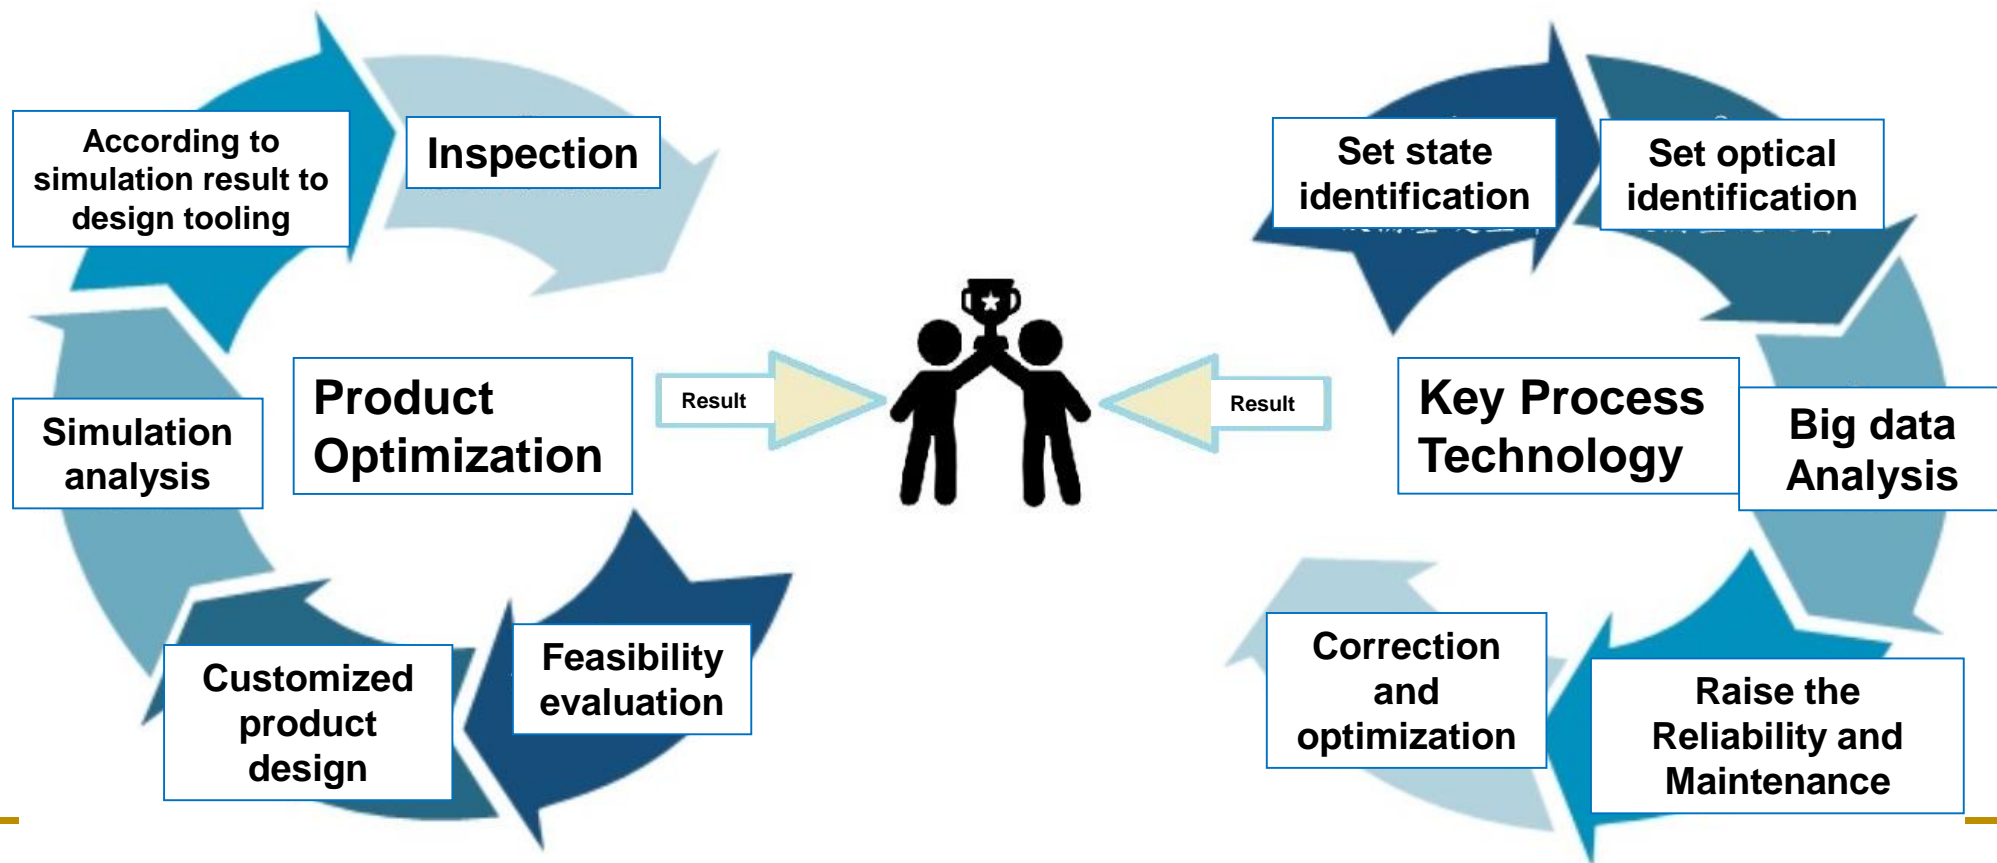 According to
simulation result to
design tooling
Inspection
Simulation
analysis
Product
Optimization
Customized
product
design
Feasibility
evaluation
Result
Result
Set state
identification
Set optical
identification
Key Process
Technology
Big data
Analysis
Correction
and
optimization
Raise the
Reliability and
Maintenance